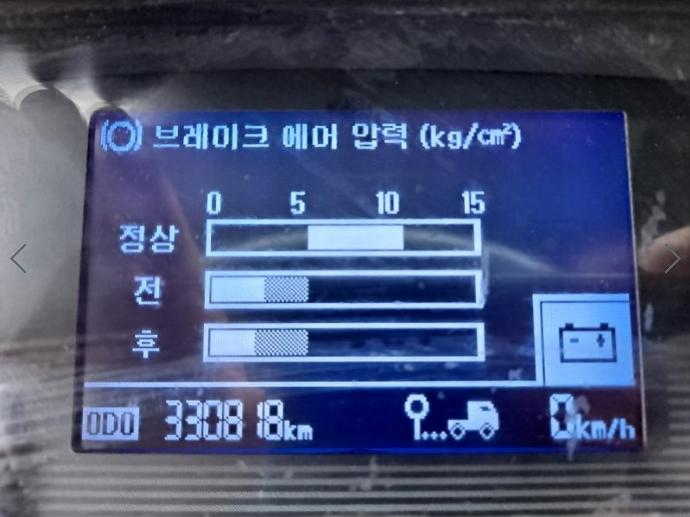 브레이크 에어 압력 (kg/cm²)
0 5 10 15
정상
전
후
ODO 330818km 0km/h